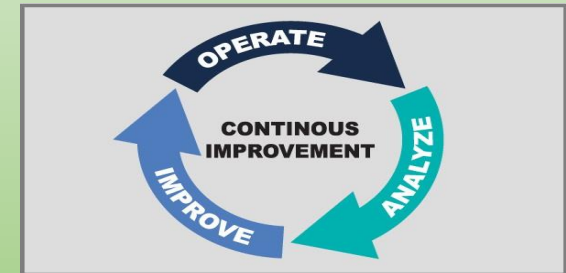 OPERATE
CONTINOUS
IMPROVEMENT
ANALYZE
IMPROVE